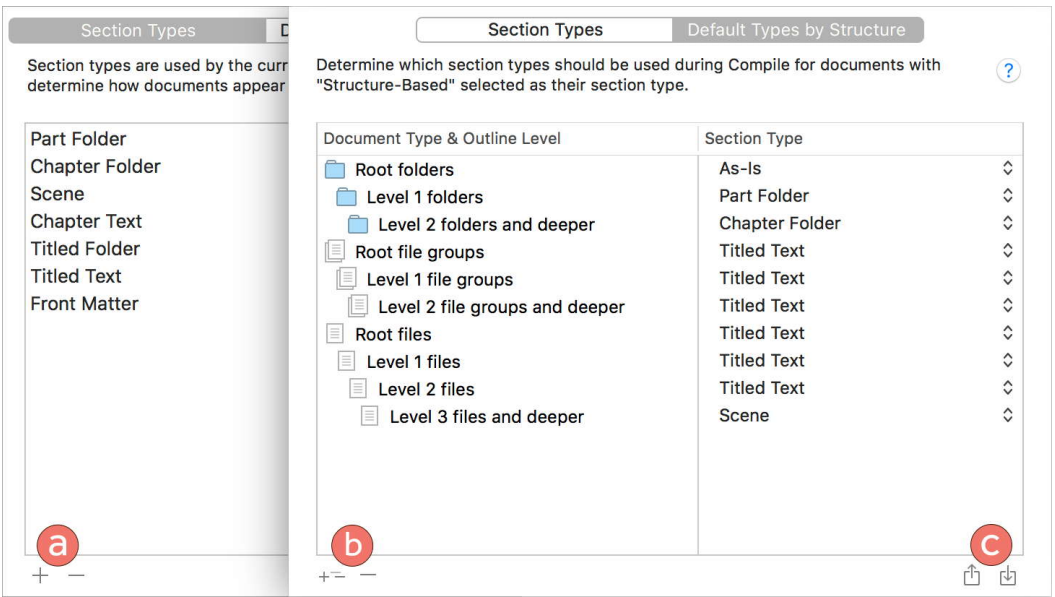 Section Types
D
Section types are used by the curr
determine how documents appear
Part Folder
Chapter Folder
Scene
Chapter Text
Titled Folder
Titled Text
Front Matter
a
+ −
Section Types Default Types by Structure
Determine which section types should be used during Compile for documents with
"Structure-Based" selected as their section type.
?
Document Type & Outline Level Section Type
Root folders As-Is
Level 1 folders Part Folder
Level 2 folders and deeper Chapter Folder
Root file groups Titled Text
Level 1 file groups Titled Text
Level 2 file groups and deeper Titled Text
Root files Titled Text
Level 1 files Titled Text
Level 2 files Titled Text
Level 3 files and deeper Scene
b c